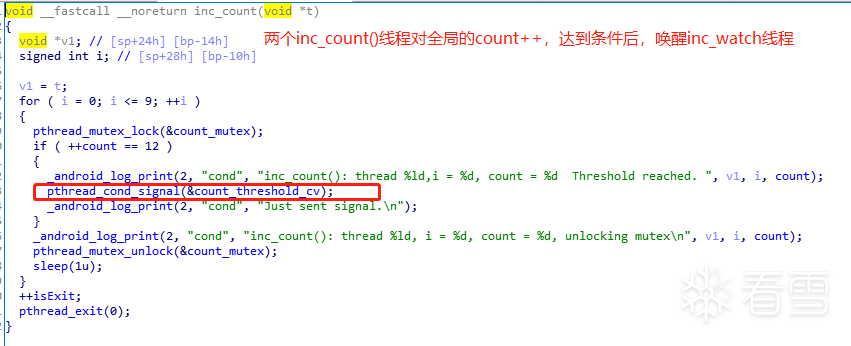 void __fastcall __noreturn inc_count(void *t)
{
void *v1; // [sp+24h] [bp-14h]
两个inc_count()线程对全局的count++，达到条件后，唤醒inc_watch线程
signed int i; // [sp+28h] [bp-10h]
v1 = t;
for ( i = 0; i <= 9; ++i )
{
pthread_mutex_lock(&count_mutex);
if ( ++count == 12 )
{
_android_log_print(2, "cond", "inc_count(): thread %ld,i = %d, count = %d  Threshold reached. ", v1, i, count);
pthread_cond_signal(&count_threshold_cv);
_android_log_print(2, "cond", "Just sent signal.\n");
}
_android_log_print(2, "cond", "inc_count(): thread %ld, i = %d, count = %d, unlocking mutex\n", v1, i, count);
pthread_mutex_unlock(&count_mutex);
sleep(1u);
}
++isExit;
pthread_exit(0);
}
看雪